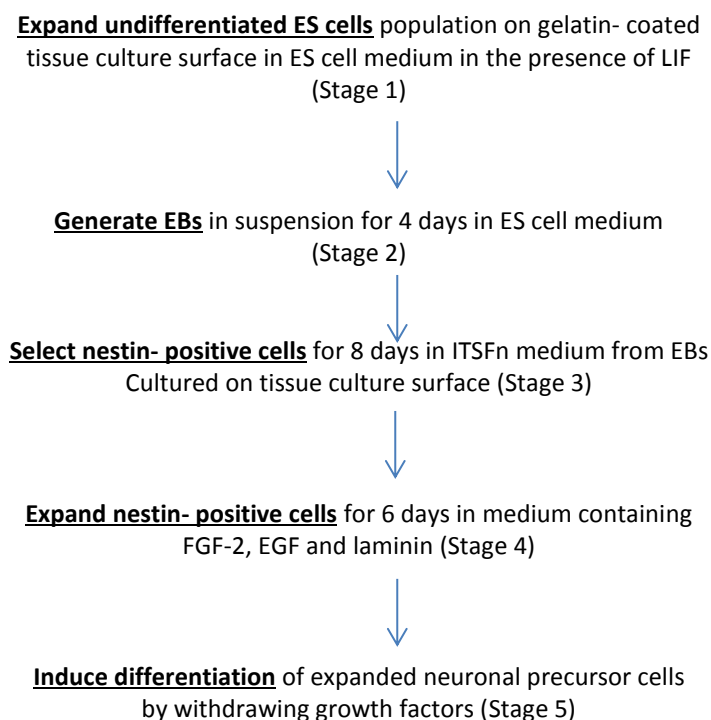 Expand undifferentiated ES cells population on gelatin- coated
tissue culture surface in ES cell medium in the presence of LIF
(Stage 1)
Generate EBs in suspension for 4 days in ES cell medium
(Stage 2)
Select nestin- positive cells for 8 days in ITSFn medium from EBs
Cultured on tissue culture surface (Stage 3)
Expand nestin- positive cells for 6 days in medium containing
FGF-2, EGF and laminin (Stage 4)
Induce differentiation of expanded neuronal precursor cells
by withdrawing growth factors (Stage 5)